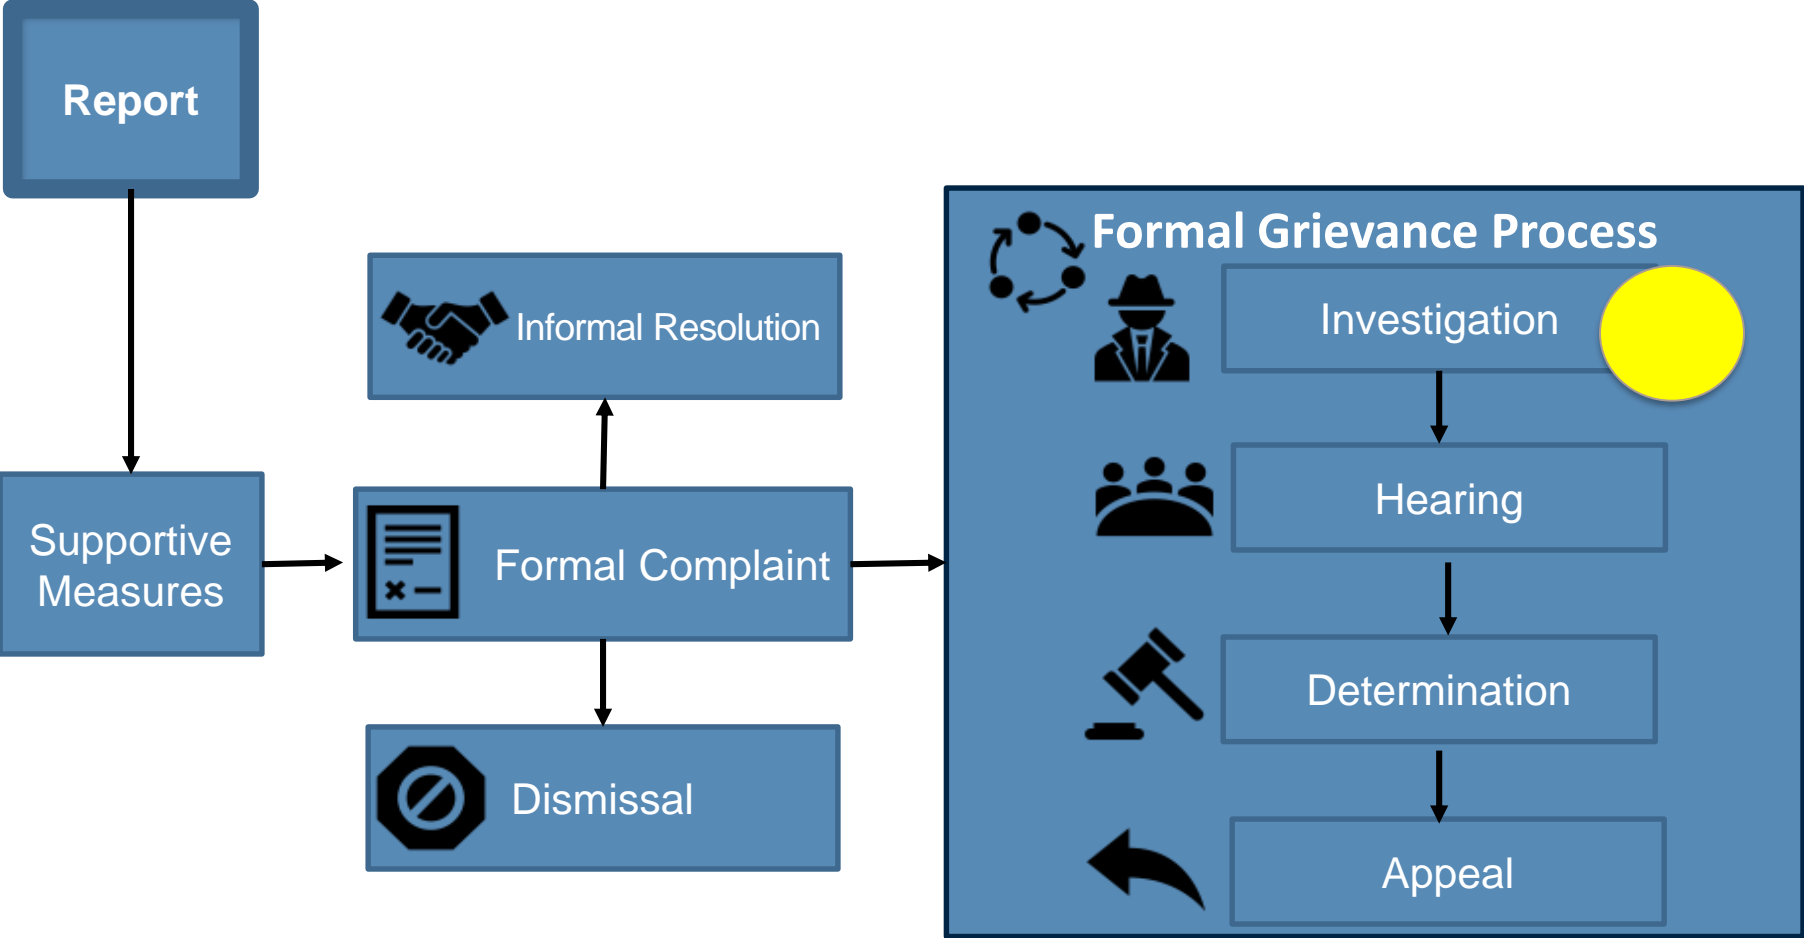 Report
Formal Grievance Process
Informal Resolution
Investigation
Hearing
Supportive
Measures
Formal Complaint
Determination
Dismissal
Appeal